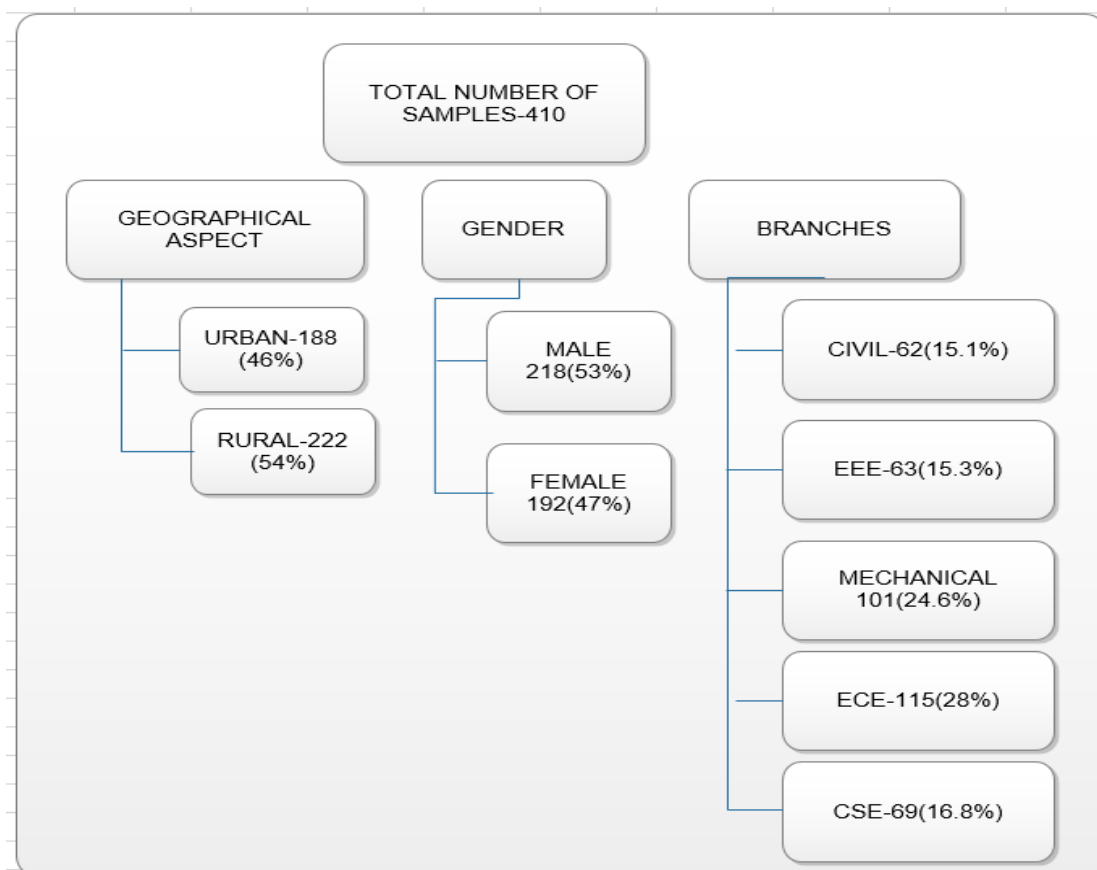 TOTAL NUMBER OF
SAMPLES-410
GEOGRAPHICAL
ASPECT
URBAN-188
(46%)
RURAL-222
(54%)
GENDER
MALE
218(53%)
FEMALE
192(47%)
BRANCHES
CIVIL-62(15.1%)
EEE-63(15.3%)
MECHANICAL
101(24.6%)
ECE-115(28%)
CSE-69(16.8%)